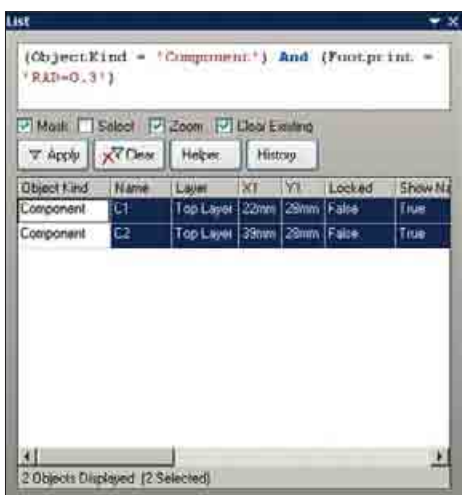 List
(ObjectKind = 'Component') And (Footprint =
'RAD-0.3')
Mask Select Zoom Clear Existing
Apply Clear Helper History
Object Kind Name Layer X1 Y1 Locked Show Na
Component C1 Top Layer 22mm 28mm False True
Component C2 Top Layer 39mm 28mm False True
2 Objects Displayed (2 Selected)